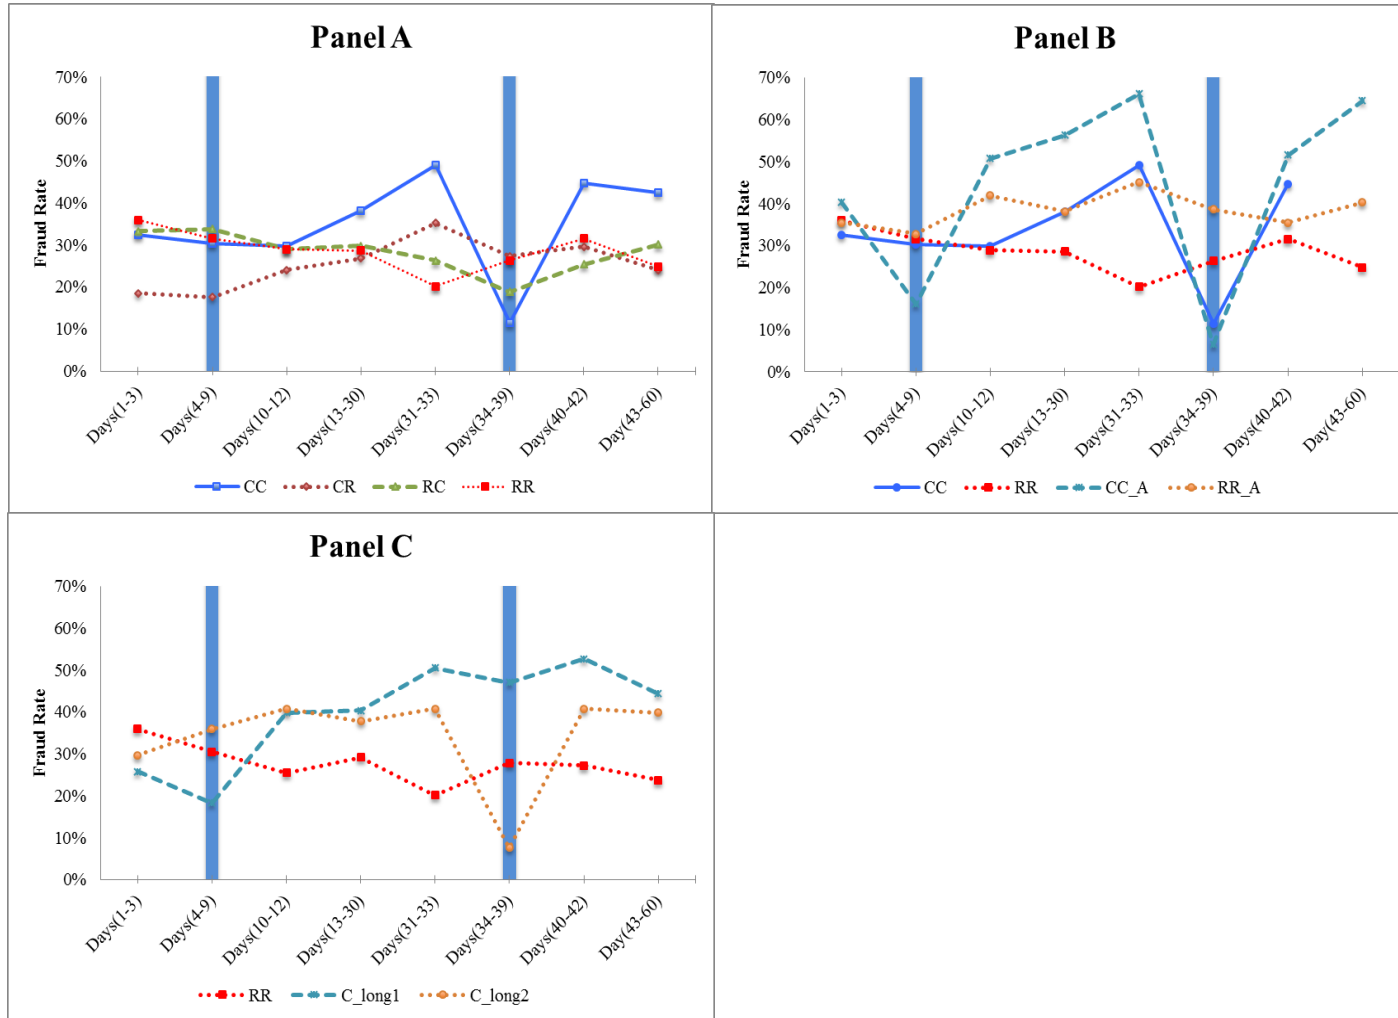 Panel A
70%
60%
50%
40%
30%
20%
10%
0%
Fraud Rate
Days(1-3)
Days(4-9)
Days(10-12)
Days(13-30)
Days(31-33)
Days(34-39)
Days(40-42)
Day(43-60)
CC CR RC RR
Panel B
70%
60%
50%
40%
30%
20%
10%
0%
Fraud Rate
Days(1-3)
Days(4-9)
Days(10-12)
Days(13-30)
Days(31-33)
Days(34-39)
Days(40-42)
Day(43-60)
CC RR CC_A RR_A
Panel C
70%
60%
50%
40%
30%
20%
10%
0%
Fraud Rate
Days(1-3)
Days(4-9)
Days(10-12)
Days(13-30)
Days(31-33)
Days(34-39)
Days(40-42)
Day(43-60)
RR C_long1 C_long2